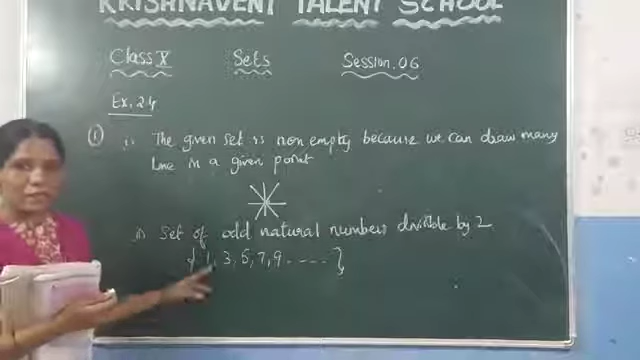 KRISHNAVENI TALENT SCHOOL
Class X Sets Session.06
Ex. 2.4
① i) The given set is non empty because we can draw many
line in a given point
ii) set of odd natural numbers divisible by 2
{ 1, 3, 5, 7, 9 ..... }